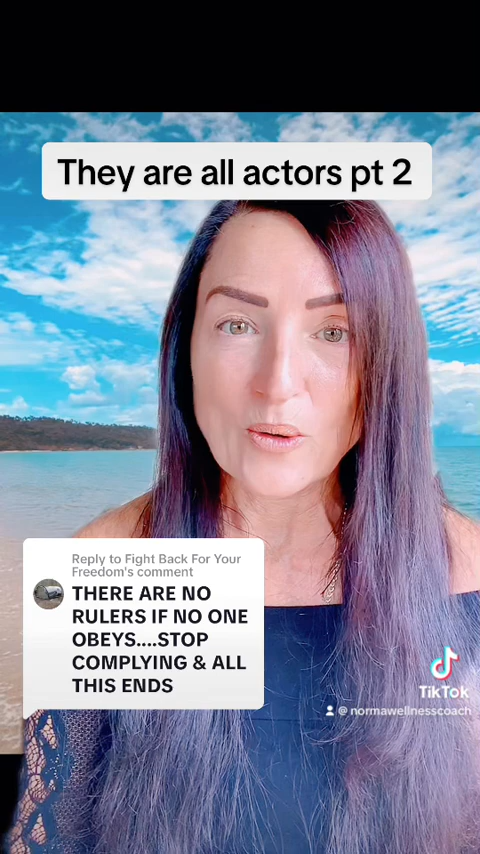 They are all actors pt 2
Reply to Fight Back For Your
Freedom's comment
THERE ARE NO
RULERS IF NO ONE
OBEYS....STOP
COMPLYING & ALL
THIS ENDS
TikTok
@normawellnesscoach